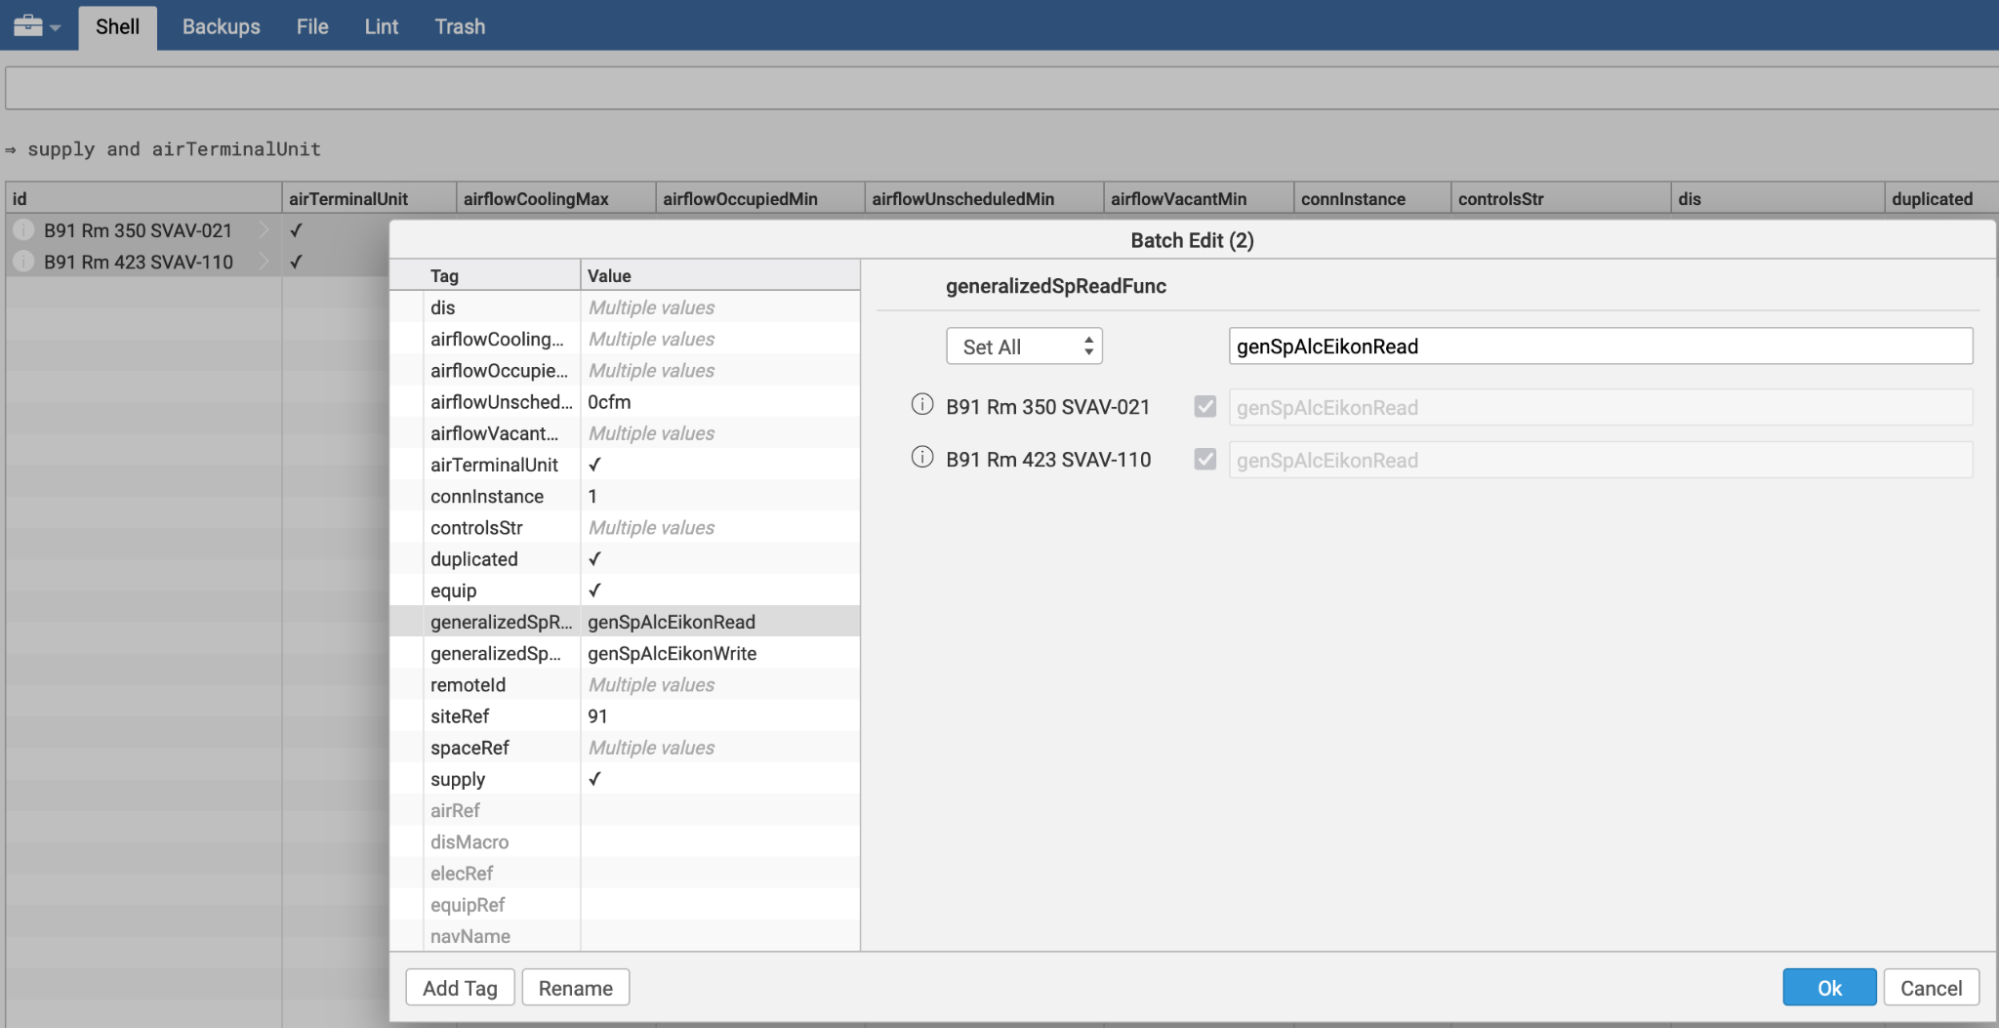 Shell Backups File Lint Trash
⇒ supply and airTerminalUnit
id airTerminalUnit airflowCoolingMax airflowOccupiedMin airflowUnscheduledMin airflowVacantMin connInstance controlsStr dis duplicated
B91 Rm 350 SVAV-021 ✓
B91 Rm 423 SVAV-110 ✓
Batch Edit (2)
Tag Value
dis Multiple values
airflowCooling... Multiple values
airflowOccupie... Multiple values
airflowUnsched... 0cfm
airflowVacant... Multiple values
airTerminalUnit ✓
connInstance 1
controlsStr Multiple values
duplicated ✓
equip ✓
generalizedSpR... genSpAlcEikonRead
generalizedSp... genSpAlcEikonWrite
remoteId Multiple values
siteRef 91
spaceRef Multiple values
supply ✓
airRef
disMacro
elecRef
equipRef
navName
generalizedSpReadFunc
Set All genSpAlcEikonRead
B91 Rm 350 SVAV-021 genSpAlcEikonRead
B91 Rm 423 SVAV-110 genSpAlcEikonRead
Add Tag Rename Ok Cancel